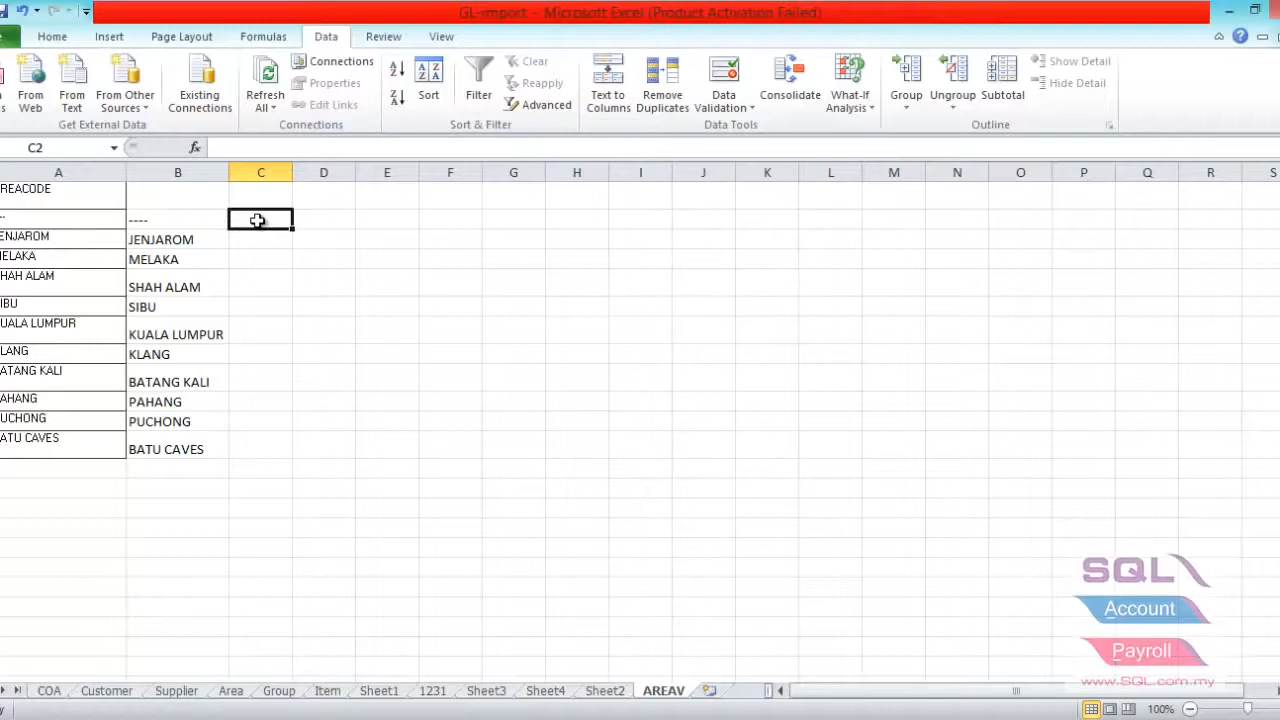 GL-import - Microsoft Excel (Product Activation Failed)
Home Insert Page Layout Formulas Data Review View
From Web
From Text
From Other Sources
Existing Connections
Get External Data
Refresh All
Connections
Properties
Edit Links
Connections
Sort
Filter
Clear
Reapply
Advanced
Sort & Filter
Text to Columns
Remove Duplicates
Data Validation
Consolidate
What-If Analysis
Data Tools
Group
Ungroup
Subtotal
Show Detail
Hide Detail
Outline
C2 fx
A B C D E F G H I J K L M N O P Q R S
REACODE
-- ----
ENJAROM JENJAROM
ELAKA MELAKA
HAH ALAM SHAH ALAM
IBU SIBU
UALA LUMPUR KUALA LUMPUR
LANG KLANG
ATANG KALI BATANG KALI
AHANG PAHANG
UCHONG PUCHONG
ATU CAVES BATU CAVES
SQL
Account
Payroll
www.SQL.com.my
COA Customer Supplier Area Group Item Sheet1 1231 Sheet3 Sheet4 Sheet2 AREAV
100%